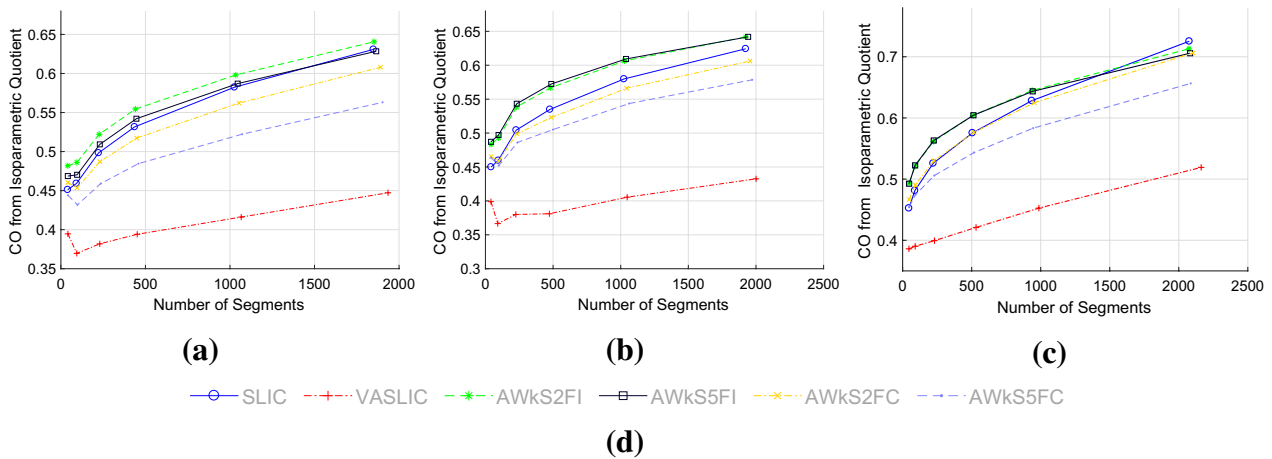 CO from Isoparametric Quotient
0.65
0.6
0.55
0.5
0.45
0.4
0.35
0 500 1000 1500 2000
Number of Segments
(a)
CO from Isoparametric Quotient
0.65
0.6
0.55
0.5
0.45
0.4
0.35
0.3
0 500 1000 1500 2000 2500
Number of Segments
(b)
CO from Isoparametric Quotient
0.7
0.6
0.5
0.4
0 500 1000 1500 2000 2500
Number of Segments
(c)
SLIC VASLIC AWkS2FI AWkS5FI AWkS2FC AWkS5FC
(d)